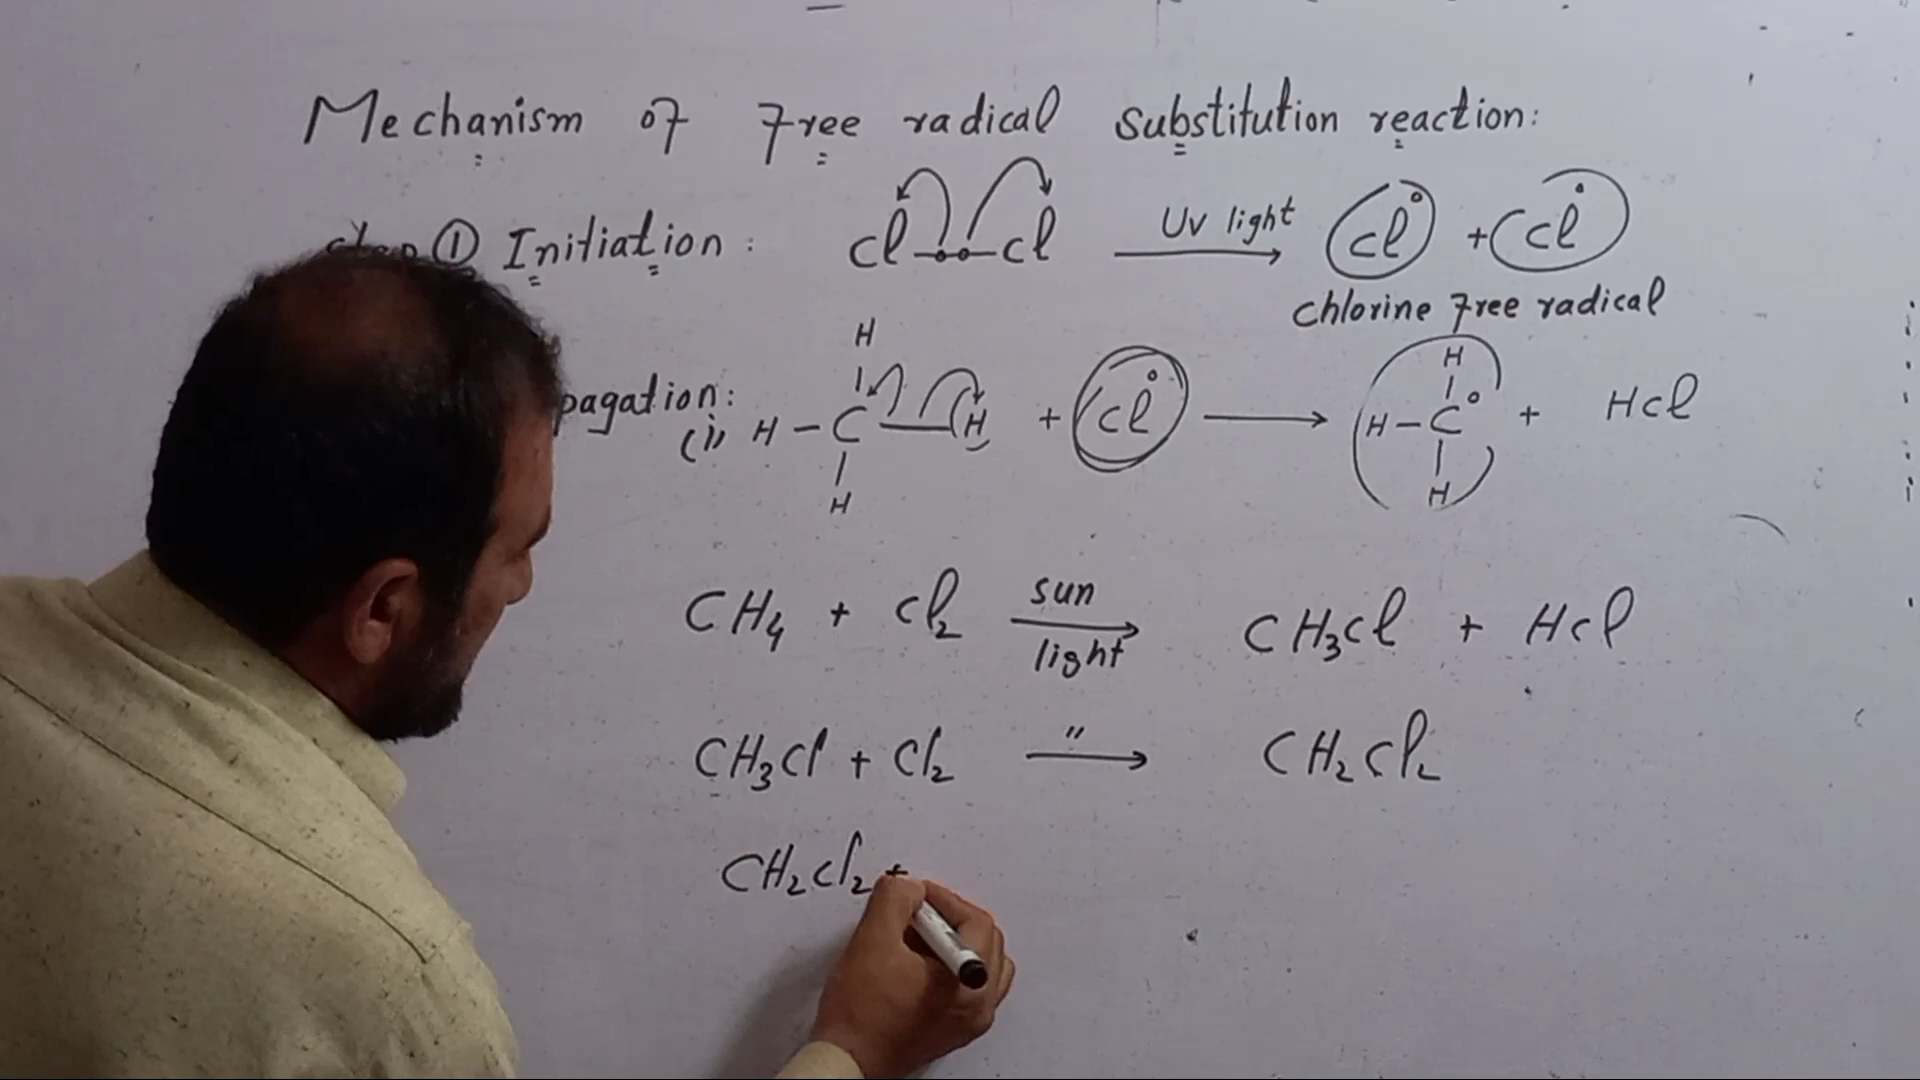 Mechanism of Free radical substitution reaction:
step ① Initiation : Cl—Cl UV light → Cl° + Cl°
chlorine Free radical
H H
pagation: (i) H – C — H + Cl° → H – C° + HCl
H H
CH₄ + Cl₂ sun light → CH₃Cl + HCl
CH₃Cl + Cl₂ " → CH₂Cl₂
CH₂Cl₂ +